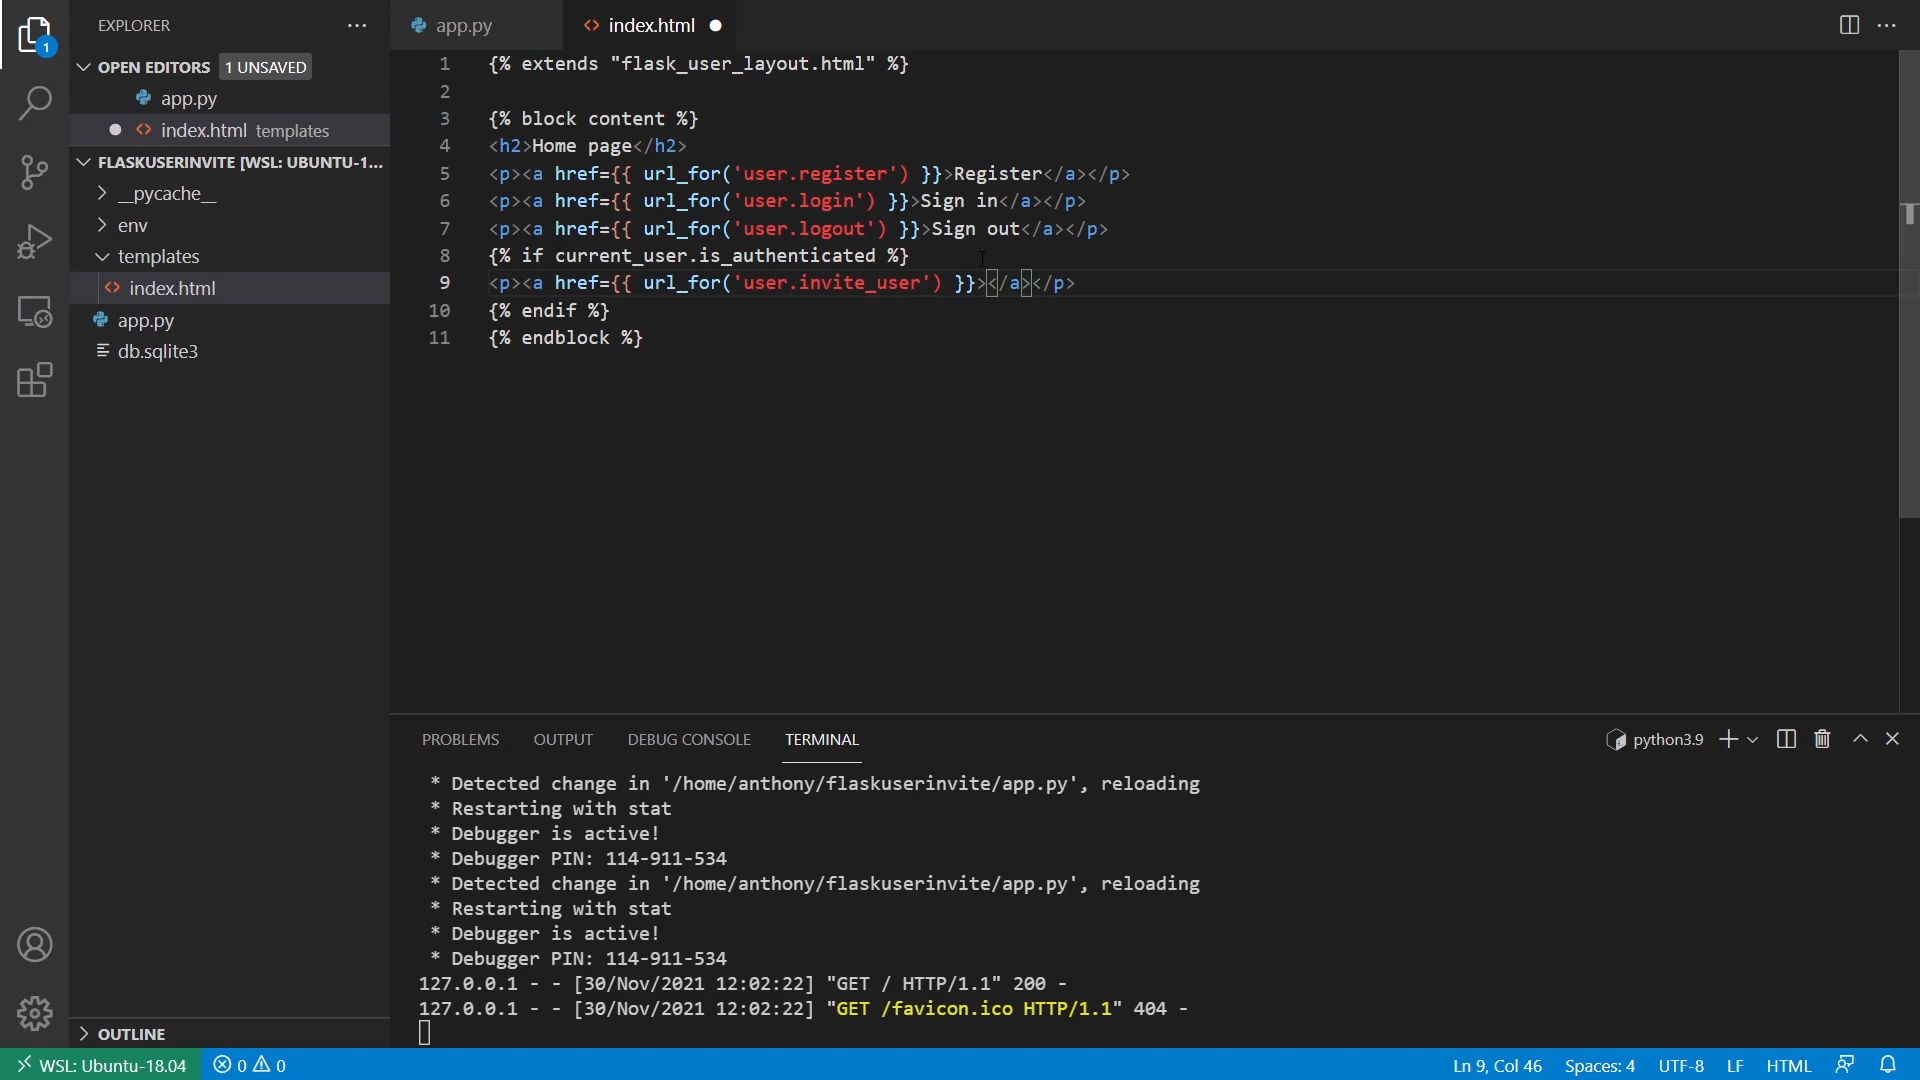 EXPLORER
app.py
index.html
OPEN EDITORS 1 UNSAVED
app.py
index.html templates
FLASKUSERINVITE [WSL: UBUNTU-1...
__pycache__
env
templates
index.html
app.py
db.sqlite3
OUTLINE
1
1 {% extends "flask_user_layout.html" %}
2
3 {% block content %}
4 <h2>Home page</h2>
5 <p><a href={{ url_for('user.register') }}>Register</a></p>
6 <p><a href={{ url_for('user.login') }}>Sign in</a></p>
7 <p><a href={{ url_for('user.logout') }}>Sign out</a></p>
8 {% if current_user.is_authenticated %}
9 <p><a href={{ url_for('user.invite_user') }}></a></p>
10 {% endif %}
11 {% endblock %}
PROBLEMS OUTPUT DEBUG CONSOLE TERMINAL python3.9
* Detected change in '/home/anthony/flaskuserinvite/app.py', reloading
* Restarting with stat
* Debugger is active!
* Debugger PIN: 114-911-534
* Detected change in '/home/anthony/flaskuserinvite/app.py', reloading
* Restarting with stat
* Debugger is active!
* Debugger PIN: 114-911-534
127.0.0.1 - - [30/Nov/2021 12:02:22] "GET / HTTP/1.1" 200 -
127.0.0.1 - - [30/Nov/2021 12:02:22] "GET /favicon.ico HTTP/1.1" 404 -
WSL: Ubuntu-18.04 0 0 Ln 9, Col 46 Spaces: 4 UTF-8 LF HTML